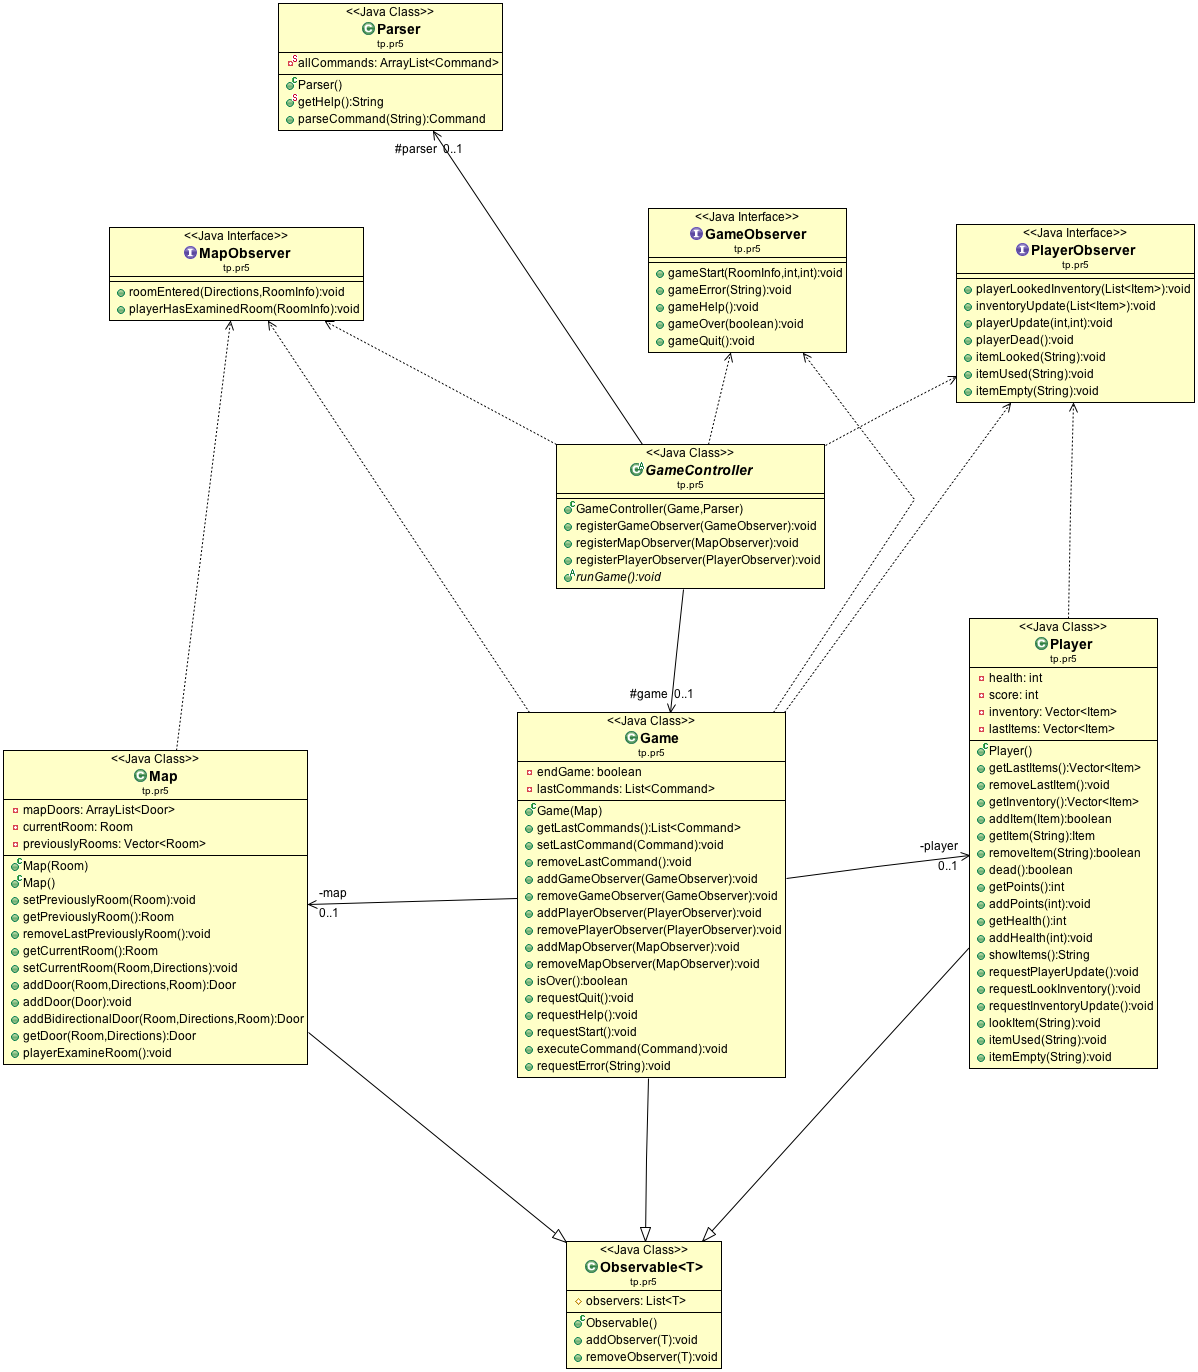 <<Java Class>>
Parser
tp.pr5
allCommands: ArrayList<Command>
Parser()
getHelp():String
parseCommand(String):Command
#parser 0..1
<<Java Interface>>
MapObserver
tp.pr5
roomEntered(Directions,RoomInfo):void
playerHasExaminedRoom(RoomInfo):void
<<Java Interface>>
GameObserver
tp.pr5
gameStart(RoomInfo,int,int):void
gameError(String):void
gameHelp():void
gameOver(boolean):void
gameQuit():void
<<Java Interface>>
PlayerObserver
tp.pr5
playerLookedInventory(List<Item>):void
inventoryUpdate(List<Item>):void
playerUpdate(int,int):void
playerDead():void
itemLooked(String):void
itemUsed(String):void
itemEmpty(String):void
<<Java Class>>
GameController
tp.pr5
GameController(Game,Parser)
registerGameObserver(GameObserver):void
registerMapObserver(MapObserver):void
registerPlayerObserver(PlayerObserver):void
runGame():void
#game 0..1
<<Java Class>>
Map
tp.pr5
mapDoors: ArrayList<Door>
currentRoom: Room
previouslyRooms: Vector<Room>
Map(Room)
Map()
setPreviouslyRoom(Room):void
getPreviouslyRoom():Room
removeLastPreviouslyRoom():void
getCurrentRoom():Room
setCurrentRoom(Room,Directions):void
addDoor(Room,Directions,Room):Door
addDoor(Door):void
addBidirectionalDoor(Room,Directions,Room):Door
getDoor(Room,Directions):Door
playerExamineRoom():void
-map
0..1
<<Java Class>>
Game
tp.pr5
endGame: boolean
lastCommands: List<Command>
Game(Map)
getLastCommands():List<Command>
setLastCommand(Command):void
removeLastCommand():void
addGameObserver(GameObserver):void
removeGameObserver(GameObserver):void
addPlayerObserver(PlayerObserver):void
removePlayerObserver(PlayerObserver):void
addMapObserver(MapObserver):void
removeMapObserver(MapObserver):void
isOver():boolean
requestQuit():void
requestHelp():void
requestStart():void
executeCommand(Command):void
requestError(String):void
-player
0..1
<<Java Class>>
Player
tp.pr5
health: int
score: int
inventory: Vector<Item>
lastItems: Vector<Item>
Player()
getLastItems():Vector<Item>
removeLastItem():void
getInventory():Vector<Item>
addItem(Item):boolean
getItem(String):Item
removeItem(String):boolean
dead():boolean
getPoints():int
addPoints(int):void
getHealth():int
addHealth(int):void
showItems():String
requestPlayerUpdate():void
requestLookInventory():void
requestInventoryUpdate():void
lookItem(String):void
itemUsed(String):void
itemEmpty(String):void
<<Java Class>>
Observable<T>
tp.pr5
observers: List<T>
Observable()
addObserver(T):void
removeObserver(T):void